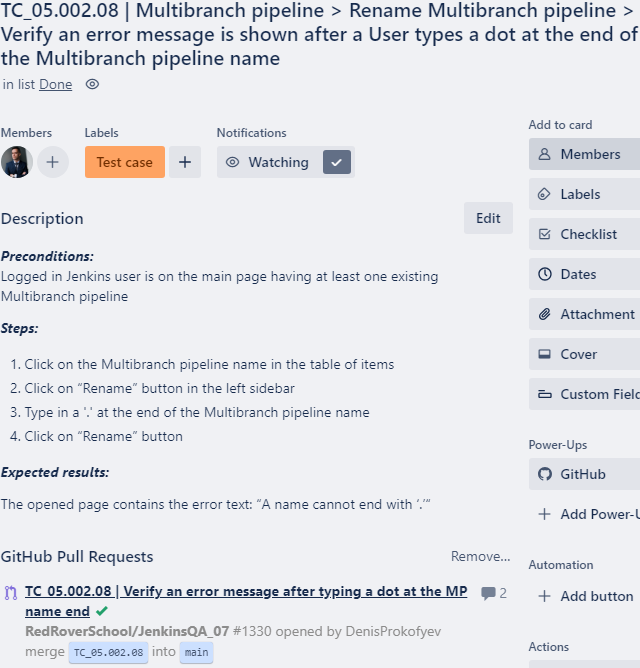 TC_05.002.08 | Multibranch pipeline > Rename Multibranch pipeline >
Verify an error message is shown after a User types a dot at the end of
the Multibranch pipeline name
in list Done
Members
Labels
Test case
Notifications
Watching
Description
Edit
Preconditions:
Logged in Jenkins user is on the main page having at least one existing
Multibranch pipeline
Steps:
1. Click on the Multibranch pipeline name in the table of items
2. Click on “Rename” button in the left sidebar
3. Type in a '.' at the end of the Multibranch pipeline name
4. Click on “Rename” button
Expected results:
The opened page contains the error text: “A name cannot end with ‘.’“
GitHub Pull Requests
Remove...
TC_05.002.08 | Verify an error message after typing a dot at the MP
name end
2
RedRoverSchool/JenkinsQA_07 #1330 opened by DenisProkofyev
merge TC_05.002.08 into main
Add to card
Members
Labels
Checklist
Dates
Attachment
Cover
Custom Field
Power-Ups
GitHub
Add Power-U
Automation
Add button
Actions